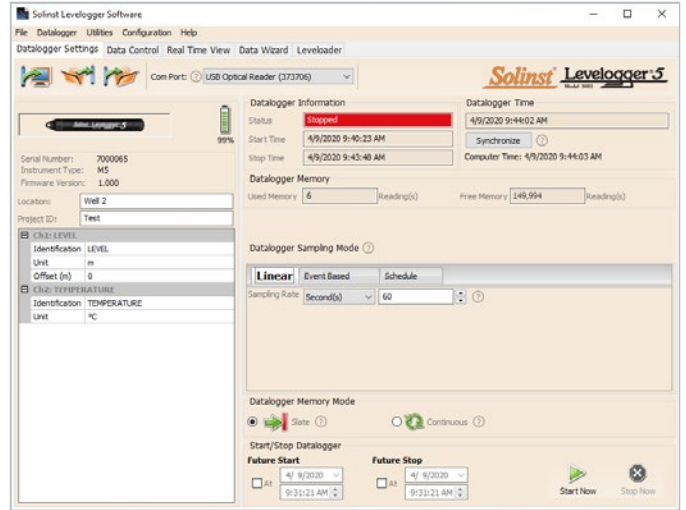 Solinst Levelogger Software
File Datalogger Utilities Configuration Help
Datalogger Settings Data Control Real Time View Data Wizard Leveloader
Com Port: USB Optical Reader (373706)
Solinst Levelogger 5
99%
Serial Number: 7000065
Instrument Type: M5
Firmware Version: 1.000
Location: Well 2
Project ID: Test
Ch1: LEVEL
Identification LEVEL
Unit m
Offset (m) 0
Ch2: TEMPERATURE
Identification TEMPERATURE
Unit °C
Datalogger Information
Status Stopped
Start Time 4/9/2020 9:40:23 AM
Stop Time 4/9/2020 9:43:48 AM
Datalogger Time
4/9/2020 9:44:02 AM
Synchronize
Computer Time: 4/9/2020 9:44:03 AM
Datalogger Memory
Used Memory 6 Reading(s) Free Memory 149,994 Reading(s)
Datalogger Sampling Mode
Linear Event Based Schedule
Sampling Rate Second(s) 60
Datalogger Memory Mode
Slate Continuous
Start/Stop Datalogger
Future Start Future Stop
At 4/ 9/2020 At 4/ 9/2020
9:31:21 AM 9:31:21 AM
Start Now Stop Now